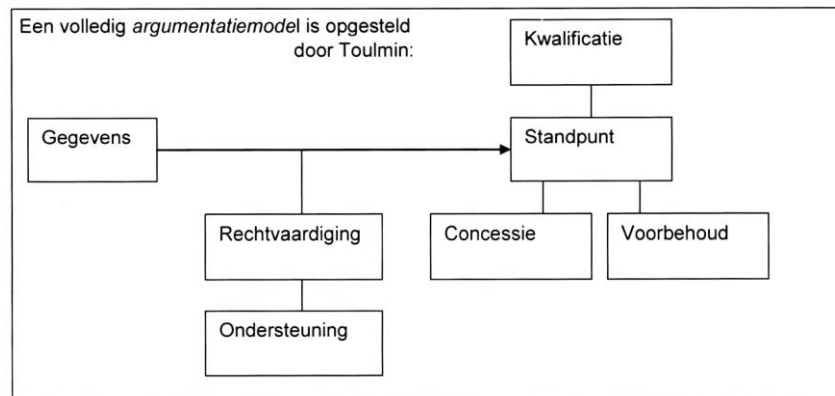 Een volledig argumentatiemodel is opgesteld
door Toulmin:
Kwalificatie
Gegevens
Standpunt
Rechtvaardiging
Concessie
Voorbehoud
Ondersteuning